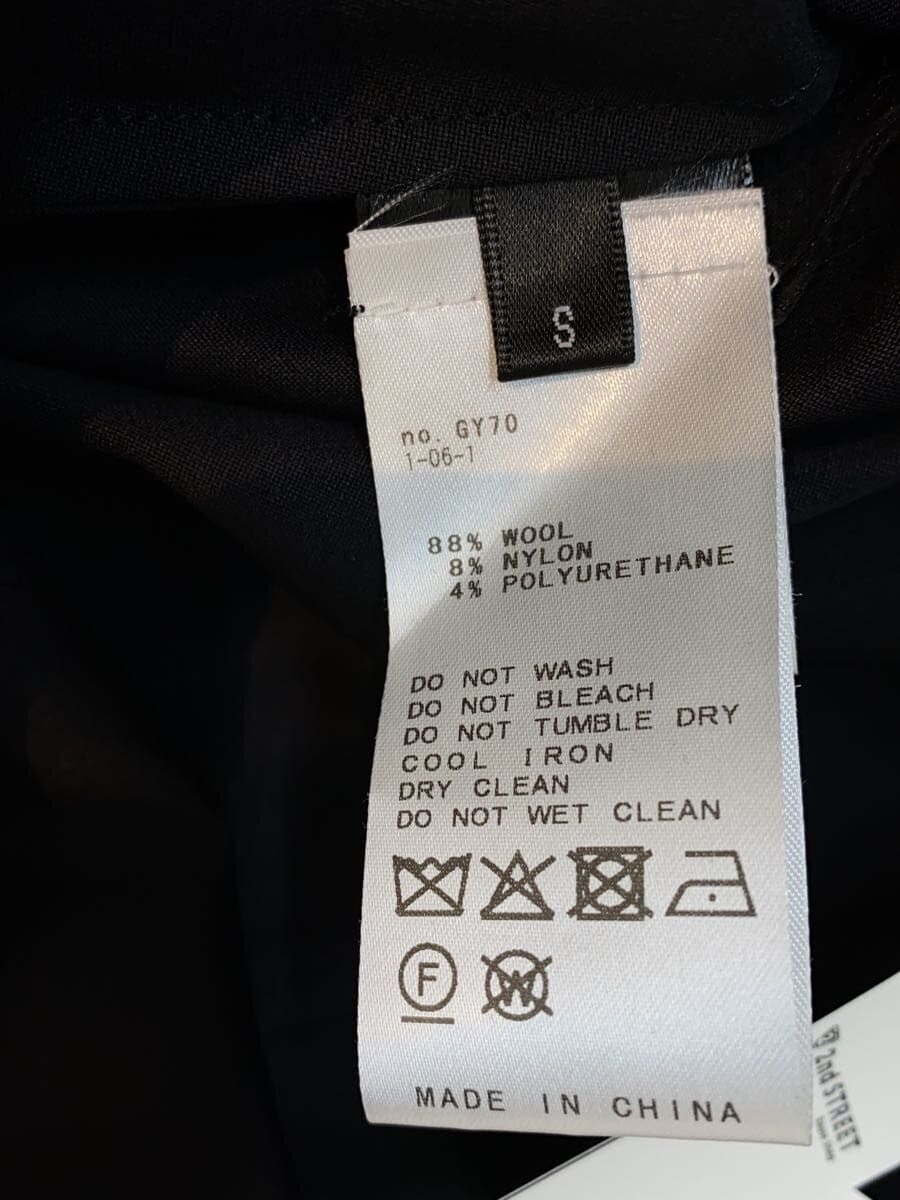 S
no. GY70
1-06-1
88% WOOL
8% NYLON
4% POLYURETHANE
DO NOT WASH
DO NOT BLEACH
DO NOT TUMBLE DRY
COOL IRON
DRY CLEAN
DO NOT WET CLEAN
F
W
MADE IN CHINA
2nd STREET